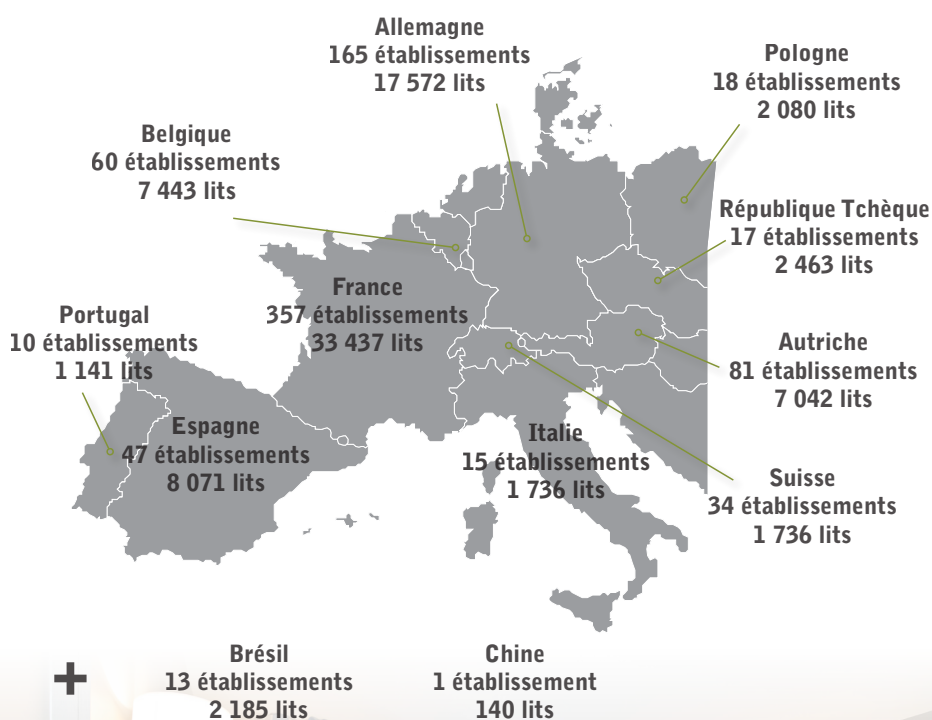 Allemagne
165 établissements
17 572 lits
Pologne
18 établissements
2 080 lits
Belgique
60 établissements
7 443 lits
République Tchèque
17 établissements
2 463 lits
France
357 établissements
33 437 lits
Portugal
10 établissements
1 141 lits
Autriche
81 établissements
7 042 lits
Espagne
47 établissements
8 071 lits
Italie
15 établissements
1 736 lits
Suisse
34 établissements
1 736 lits
+
Brésil
13 établissements
2 185 lits
Chine
1 établissement
140 lits